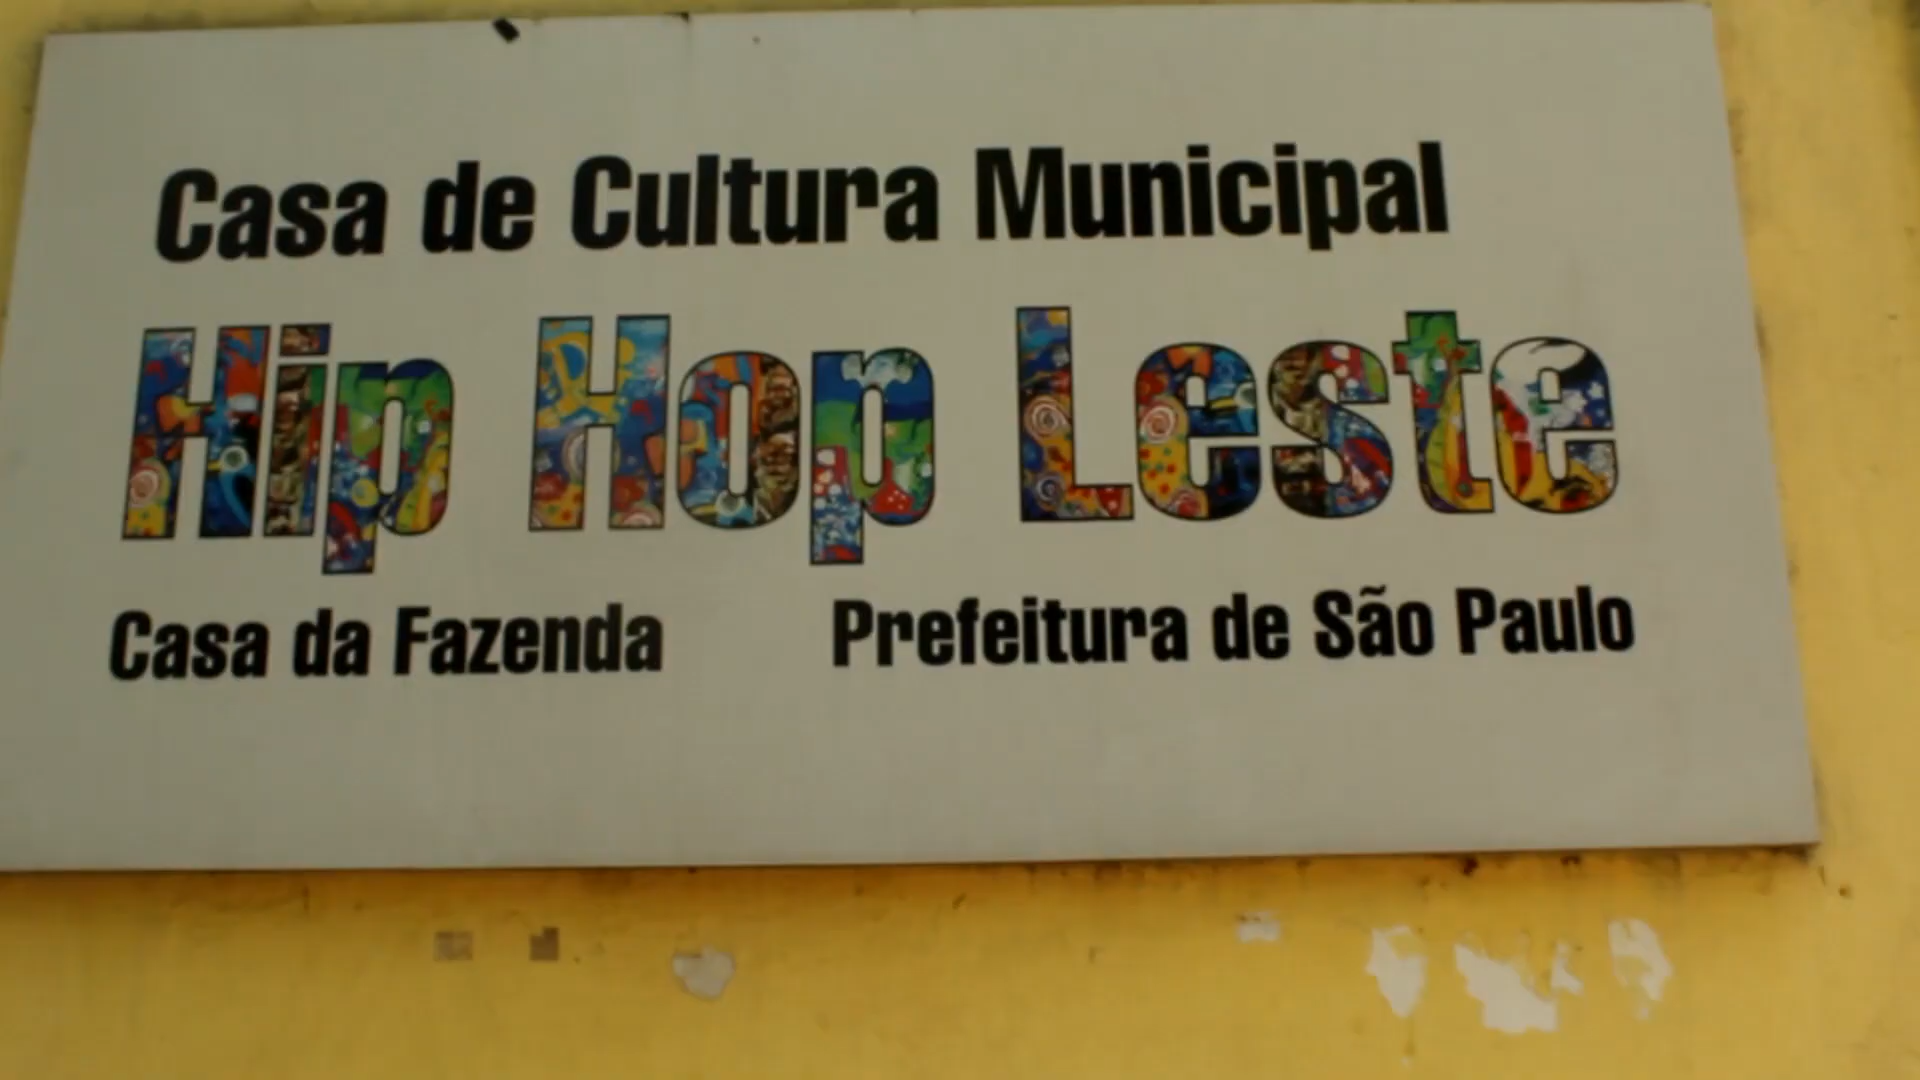 Casa de Cultura Municipal
Hip Hop Leste
Casa da Fazenda Prefeitura de São Paulo